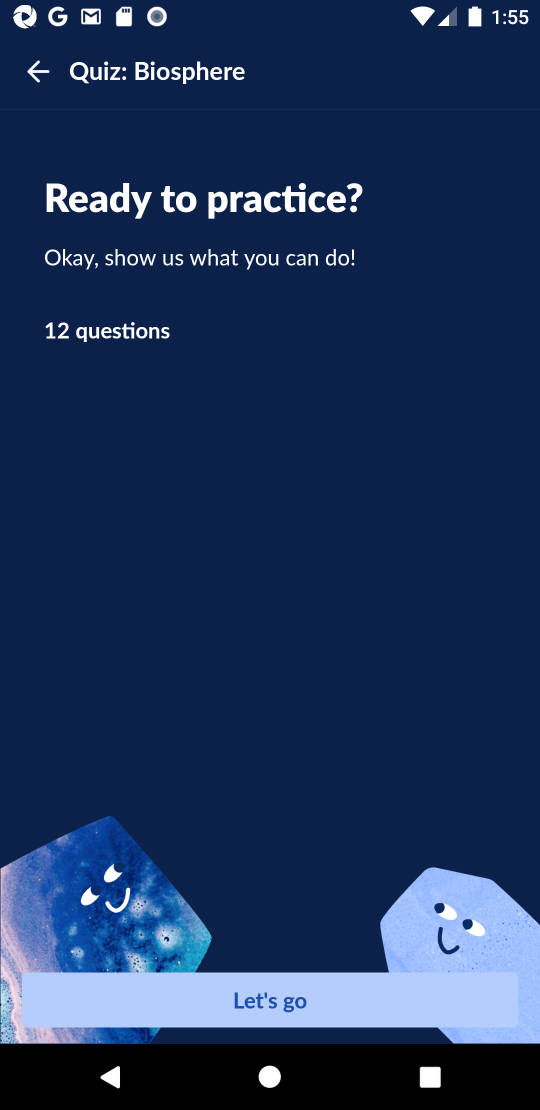 1:55
Quiz: Biosphere
Ready to practice?
Okay, show us what you can do!
12 questions
Let's go